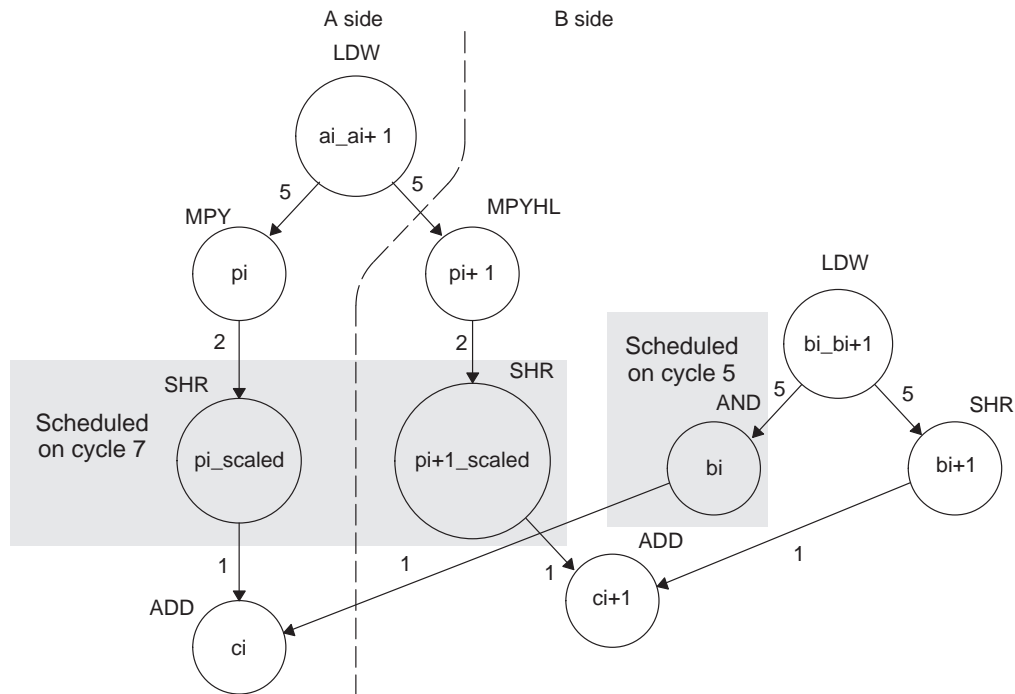 A side
B side
LDW
ai_ai+ 1
5
5
MPY
MPYHL
pi
pi+ 1
LDW
bi_bi+1
2
2
Scheduled
on cycle 5
SHR
SHR
AND
5
5
SHR
Scheduled
on cycle 7
pi_scaled
pi+1_scaled
bi
bi+1
1
1
1
1
ADD
ADD
ci
ci+1